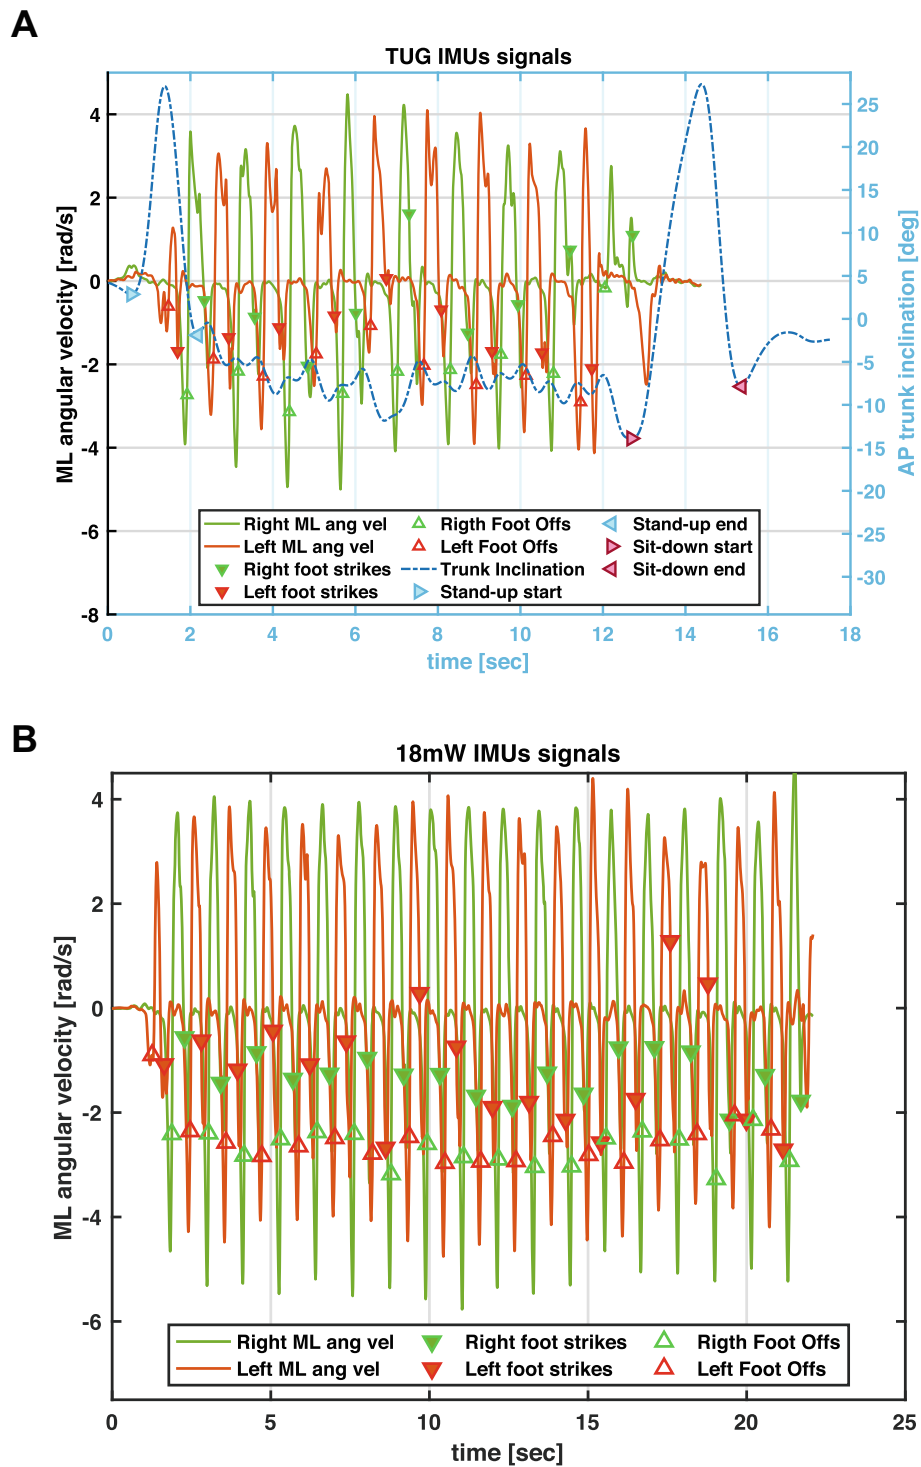 A
TUG IMUs signals
4
2
0
-2
-4
-6
-8
ML angular velocity [rad/s]
25
20
15
10
5
0
-5
-10
-15
-20
-25
-30
AP trunk inclination [deg]
Right ML ang vel
Left ML ang vel
Right foot strikes
Left foot strikes
Rigth Foot Offs
Left Foot Offs
Trunk Inclination
Stand-up start
Stand-up end
Sit-down start
Sit-down end
0 2 4 6 8 10 12 14 16 18
time [sec]
B
18mW IMUs signals
4
2
0
-2
-4
-6
ML angular velocity [rad/s]
Right ML ang vel
Left ML ang vel
Right foot strikes
Left foot strikes
Rigth Foot Offs
Left Foot Offs
0 5 10 15 20 25
time [sec]